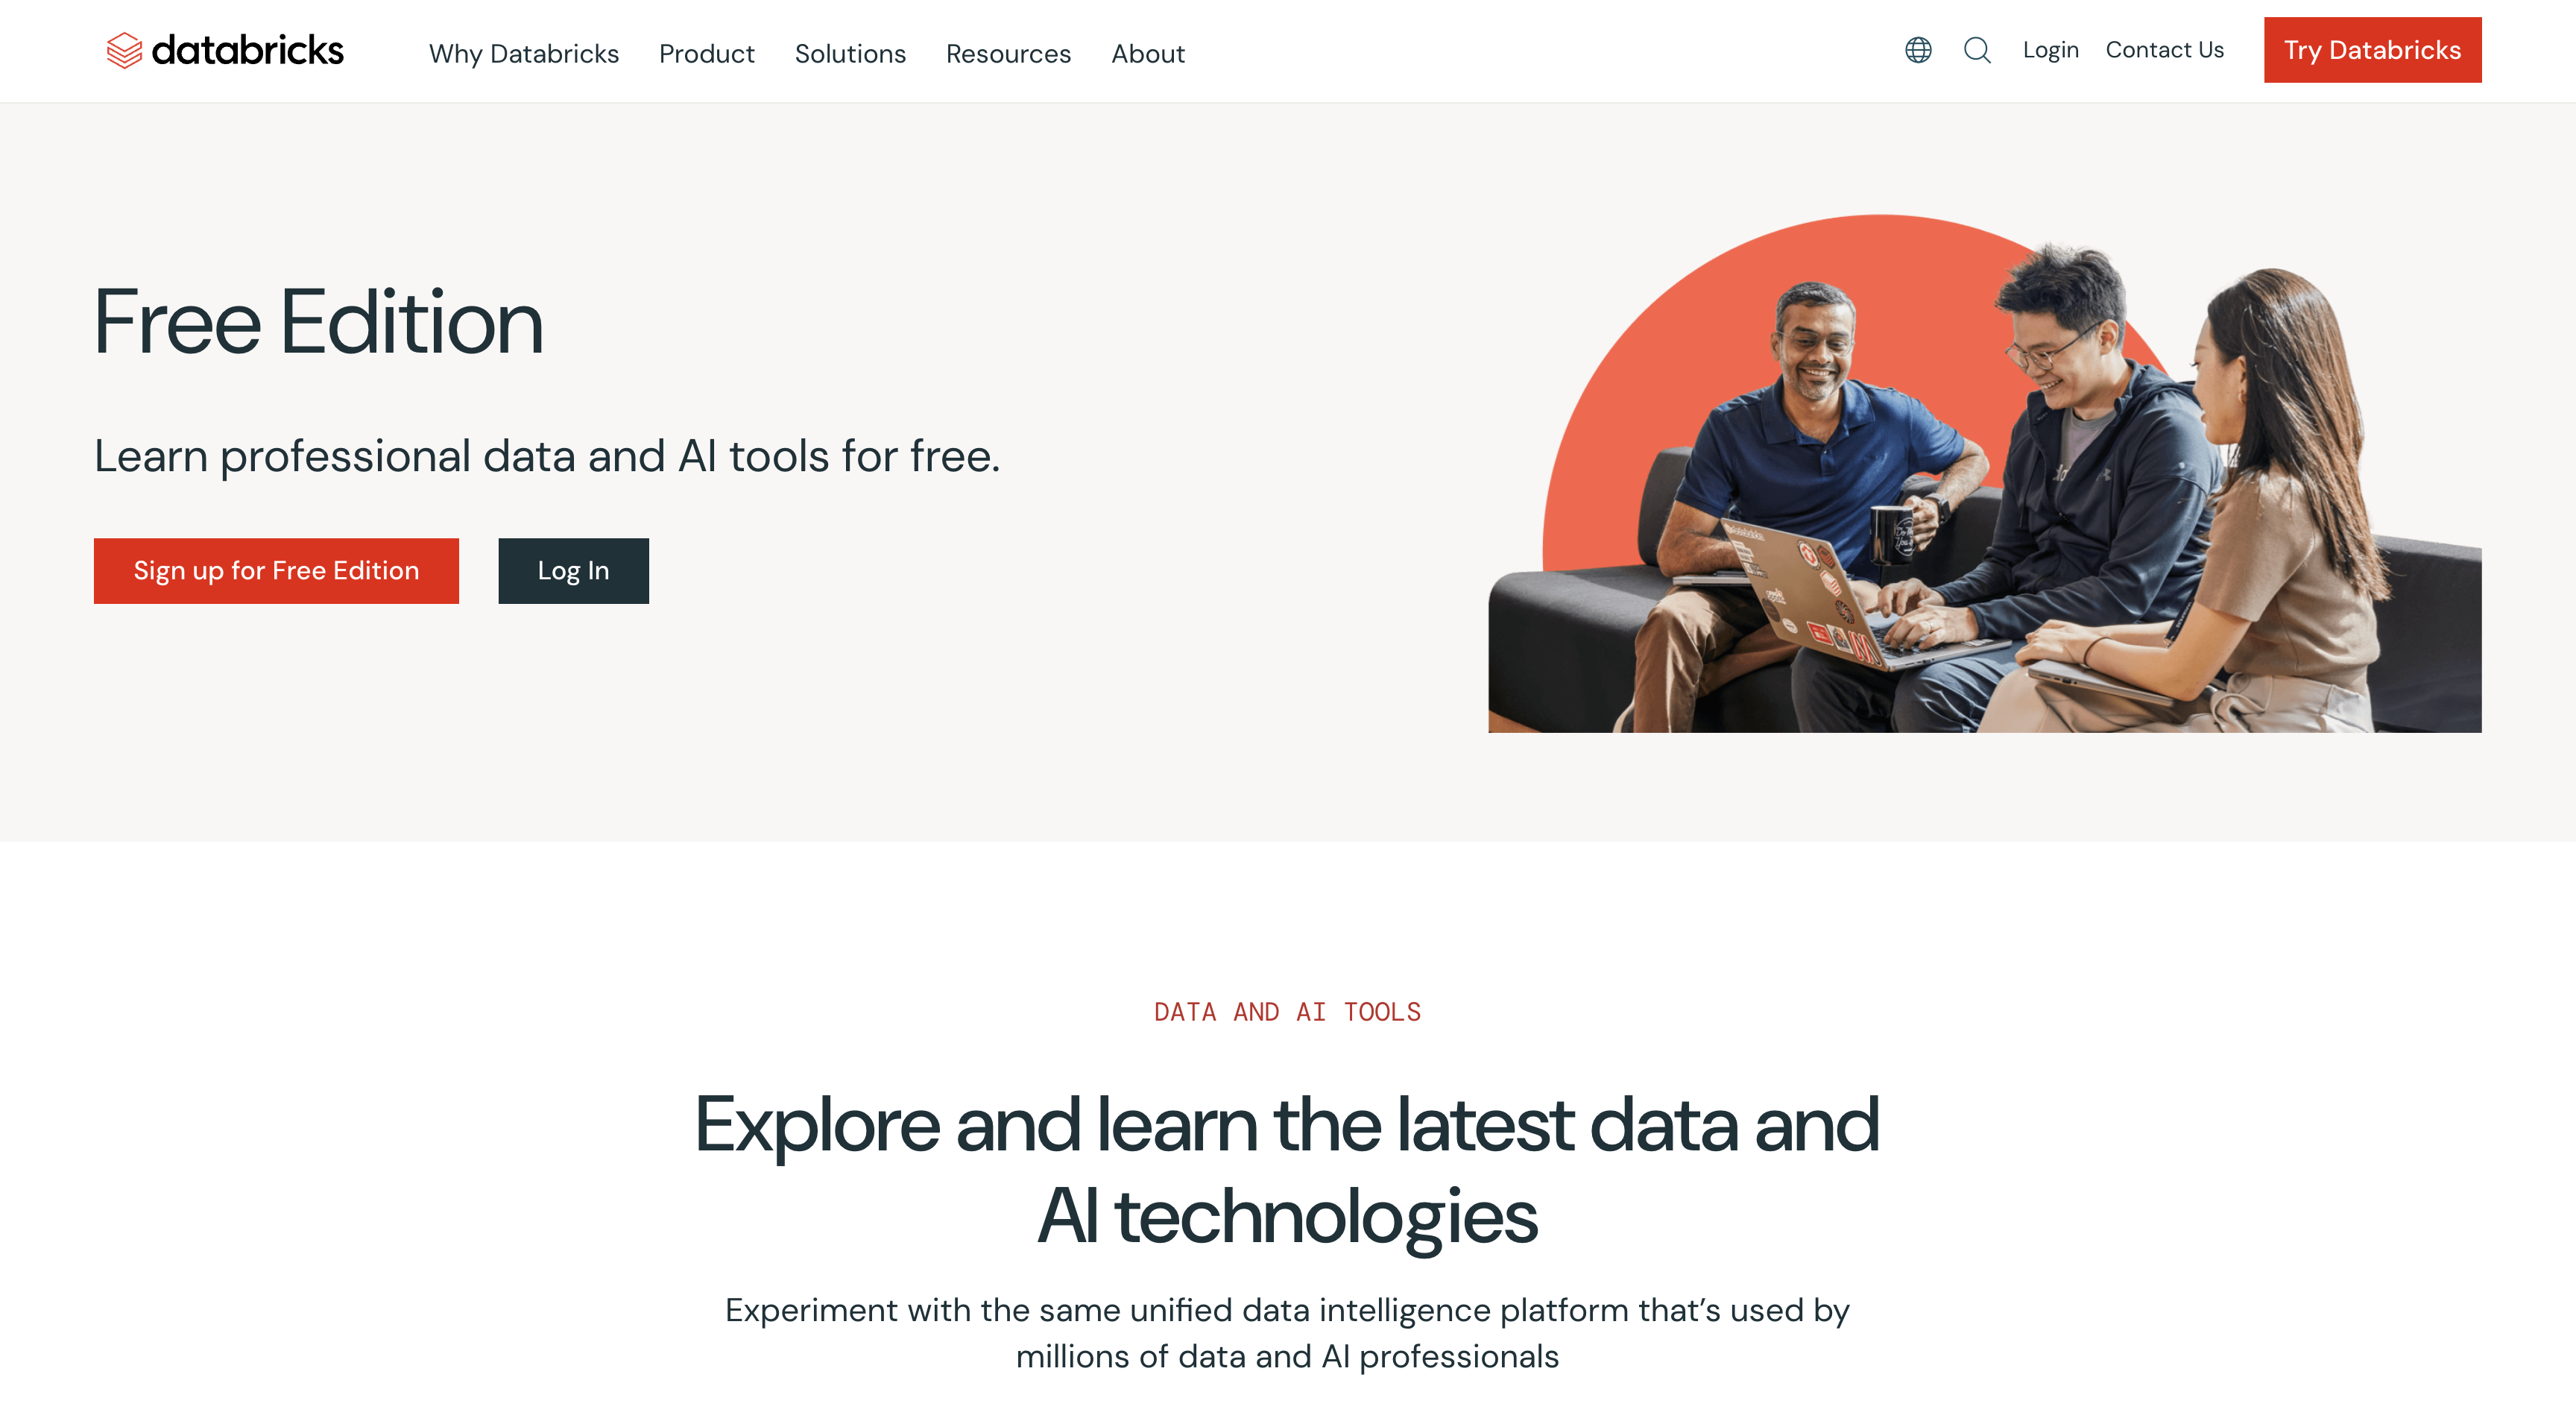 databricks
Why Databricks Product Solutions Resources About
Login Contact Us Try Databricks
Free Edition
Learn professional data and AI tools for free.
Sign up for Free Edition Log In
DATA AND AI TOOLS
Explore and learn the latest data and
AI technologies
Experiment with the same unified data intelligence platform that’s used by
millions of data and AI professionals